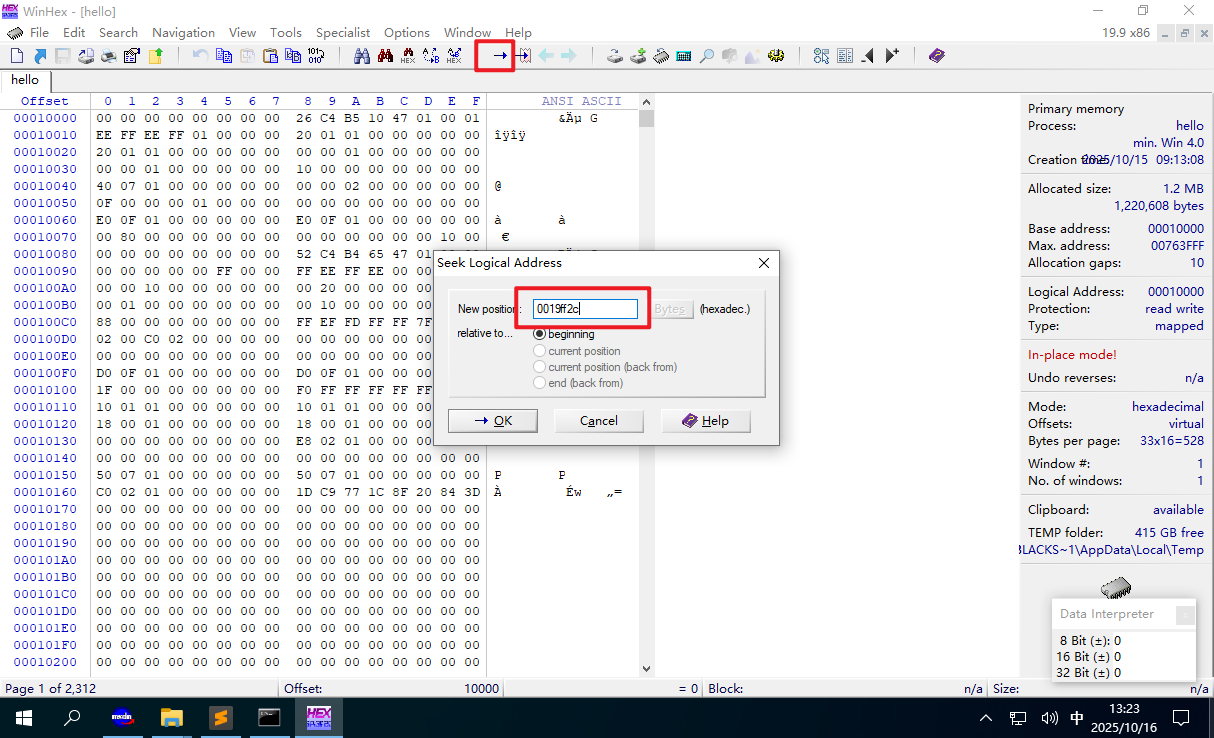 WinHex - [hello]
File Edit Search Navigation View Tools Specialist Options Window Help
19.9 x86
hello
Offset 0 1 2 3 4 5 6 7 8 9 A B C D E F ANSI ASCII
00010000 00 00 00 00 00 00 00 00 26 C4 B5 10 47 01 00 01 &Äµ G
00010010 EE FF EE FF 01 00 00 00 20 01 01 00 00 00 00 00 îÿîÿ
00010020 20 01 01 00 00 00 00 00 00 00 01 00 00 00 00 00
00010030 00 00 01 00 00 00 00 00 10 00 00 00 00 00 00 00
00010040 40 07 01 00 00 00 00 00 00 00 02 00 00 00 00 00 @
00010050 0F 00 00 00 01 00 00 00 00 00 00 00 00 00 00 00
00010060 E0 0F 01 00 00 00 00 00 E0 0F 01 00 00 00 00 00 à à
00010070 00 80 00 00 00 00 00 00 00 00 00 00 00 00 10 00 €
00010080 00 00 00 00 00 00 00 00 52 C4 B4 65 47 01
00010090 00 00 00 00 00 FF 00 00 FF EE FF EE 00 00
000100A0 00 00 10 00 00 00 00 00 00 20 00 00 00 00
000100B0 00 01 00 00 00 00 00 00 00 10 00 00 00 00
000100C0 88 00 00 00 00 00 00 00 FF EF FD FF FF 7F
000100D0 02 00 C0 02 00 00 00 00 00 00 00 00 00 00
000100E0 00 00 00 00 00 00 00 00 00 00 00 00 00 00
000100F0 D0 0F 01 00 00 00 00 00 D0 0F 01 00 00 00
00010100 1F 00 00 00 00 00 00 00 F0 FF FF FF FF FF
00010110 10 01 01 00 00 00 00 00 10 01 01 00 00 00
00010120 18 00 01 00 00 00 00 00 18 00 01 00 00 00
00010130 00 00 00 00 00 00 00 00 E8 02 01 00 00 00
00010140 00 00 00 00 00 00 00 00 00 00 00 00 00 00 00 00
00010150 50 07 01 00 00 00 00 00 50 07 01 00 00 00 00 00 P P
00010160 C0 02 01 00 00 00 00 00 1D C9 77 1C 8F 20 84 3D À Éw „=
00010170 00 00 00 00 00 00 00 00 00 00 00 00 00 00 00 00
00010180 00 00 00 00 00 00 00 00 00 00 00 00 00 00 00 00
00010190 00 00 00 00 00 00 00 00 00 00 00 00 00 00 00 00
000101A0 00 00 00 00 00 00 00 00 00 00 00 00 00 00 00 00
000101B0 00 00 00 00 00 00 00 00 00 00 00 00 00 00 00 00
000101C0 00 00 00 00 00 00 00 00 00 00 00 00 00 00 00 00
000101D0 00 00 00 00 00 00 00 00 00 00 00 00 00 00 00 00
000101E0 00 00 00 00 00 00 00 00 00 00 00 00 00 00 00 00
000101F0 00 00 00 00 00 00 00 00 00 00 00 00 00 00 00 00
00010200 00 00 00 00 00 00 00 00 00 00 00 00 00 00 00 00
Seek Logical Address
New position: 0019ff2c Bytes (hexadec.)
relative to...
beginning
current position
current position (back from)
end (back from)
OK Cancel Help
Primary memory
Process: hello
min. Win 4.0
Creation time: 2025/10/15 09:13:08
Allocated size: 1.2 MB
1,220,608 bytes
Base address: 00010000
Max. address: 00763FFF
Allocation gaps: 10
Logical Address: 00010000
Protection: read write
Type: mapped
In-place mode!
Undo reverses: n/a
Mode: hexadecimal
Offsets: virtual
Bytes per page: 33x16=528
Window #: 1
No. of windows: 1
Clipboard: available
TEMP folder: 415 GB free
BLACKS~1\AppData\Local\Temp
Data Interpreter
8 Bit (±): 0
16 Bit (±) 0
32 Bit (±) 0
Page 1 of 2,312 Offset: 10000 = 0 Block: n/a Size: n/a
HEX
中
13:23
2025/10/16